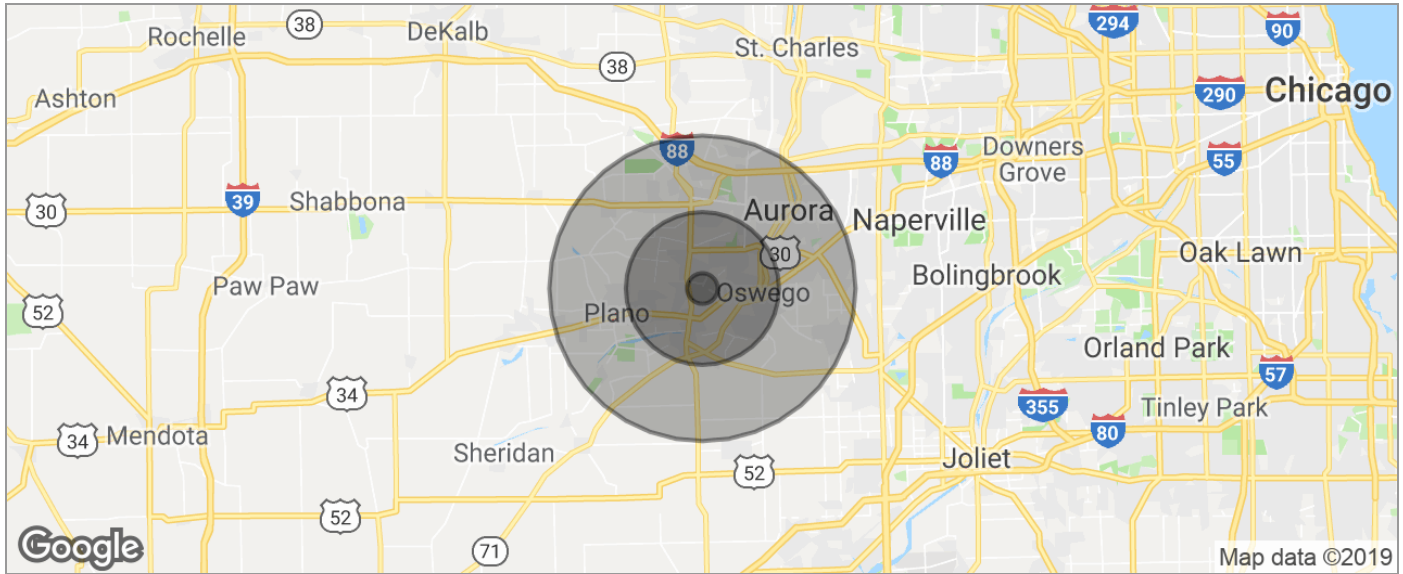 38
DeKalb
Rochelle
St. Charles
294
90
38
Ashton
290
Chicago
88
Downers
Grove
88
55
39
Shabbona
30
Aurora
Naperville
30
Oak Lawn
Paw Paw
Oswego
Bolingbrook
52
Plano
Orland Park
57
34
355
Tinley Park
34
Mendota
80
Sheridan
Joliet
52
52
71
Google
Map data ©2019